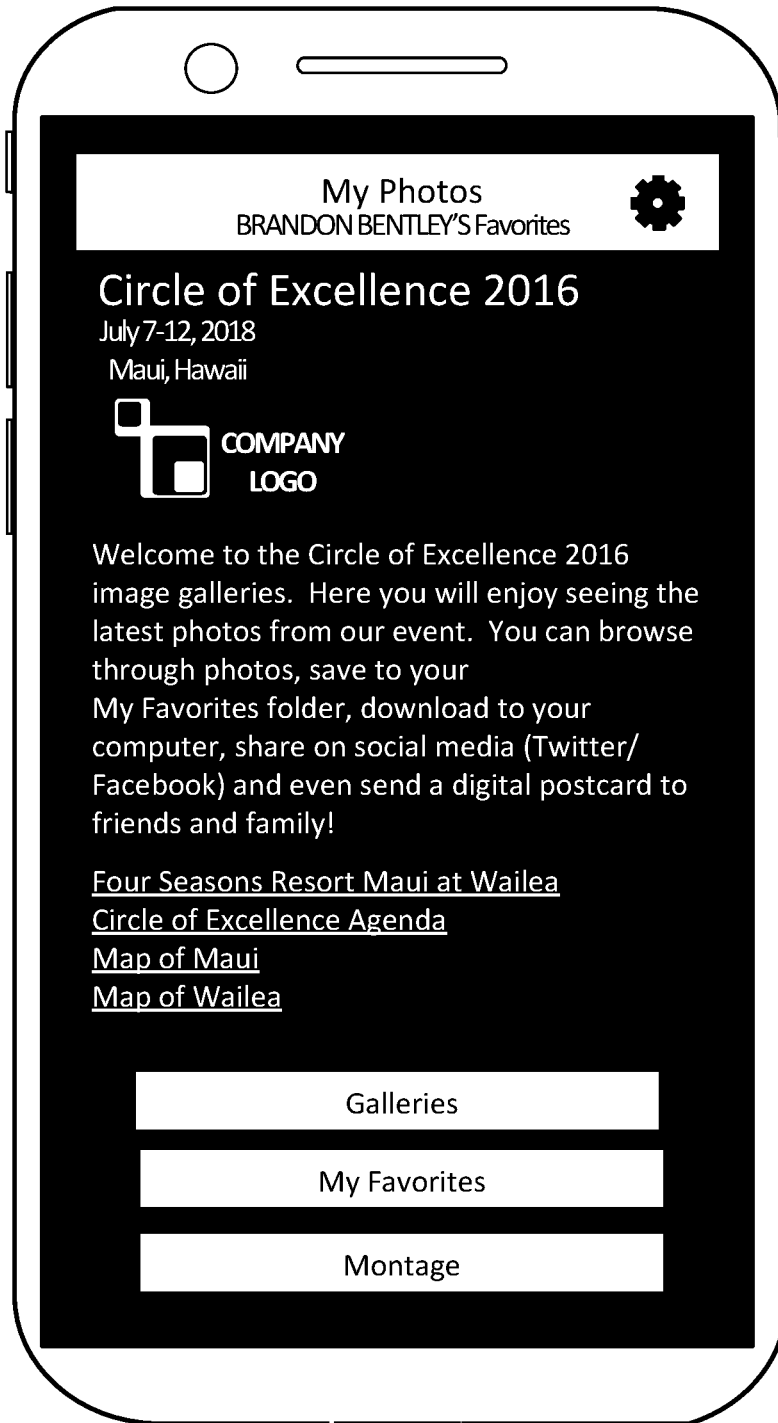 My Photos
BRANDON BENTLEY'S Favorites
Circle of Excellence 2016
July 7-12, 2018
Maui, Hawaii
COMPANY
LOGO
Welcome to the Circle of Excellence 2016
image galleries.  Here you will enjoy seeing the
latest photos from our event.  You can browse
through photos, save to your
My Favorites folder, download to your
computer, share on social media (Twitter/
Facebook) and even send a digital postcard to
friends and family!
Four Seasons Resort Maui at Wailea
Circle of Excellence Agenda
Map of Maui
Map of Wailea
Galleries
My Favorites
Montage